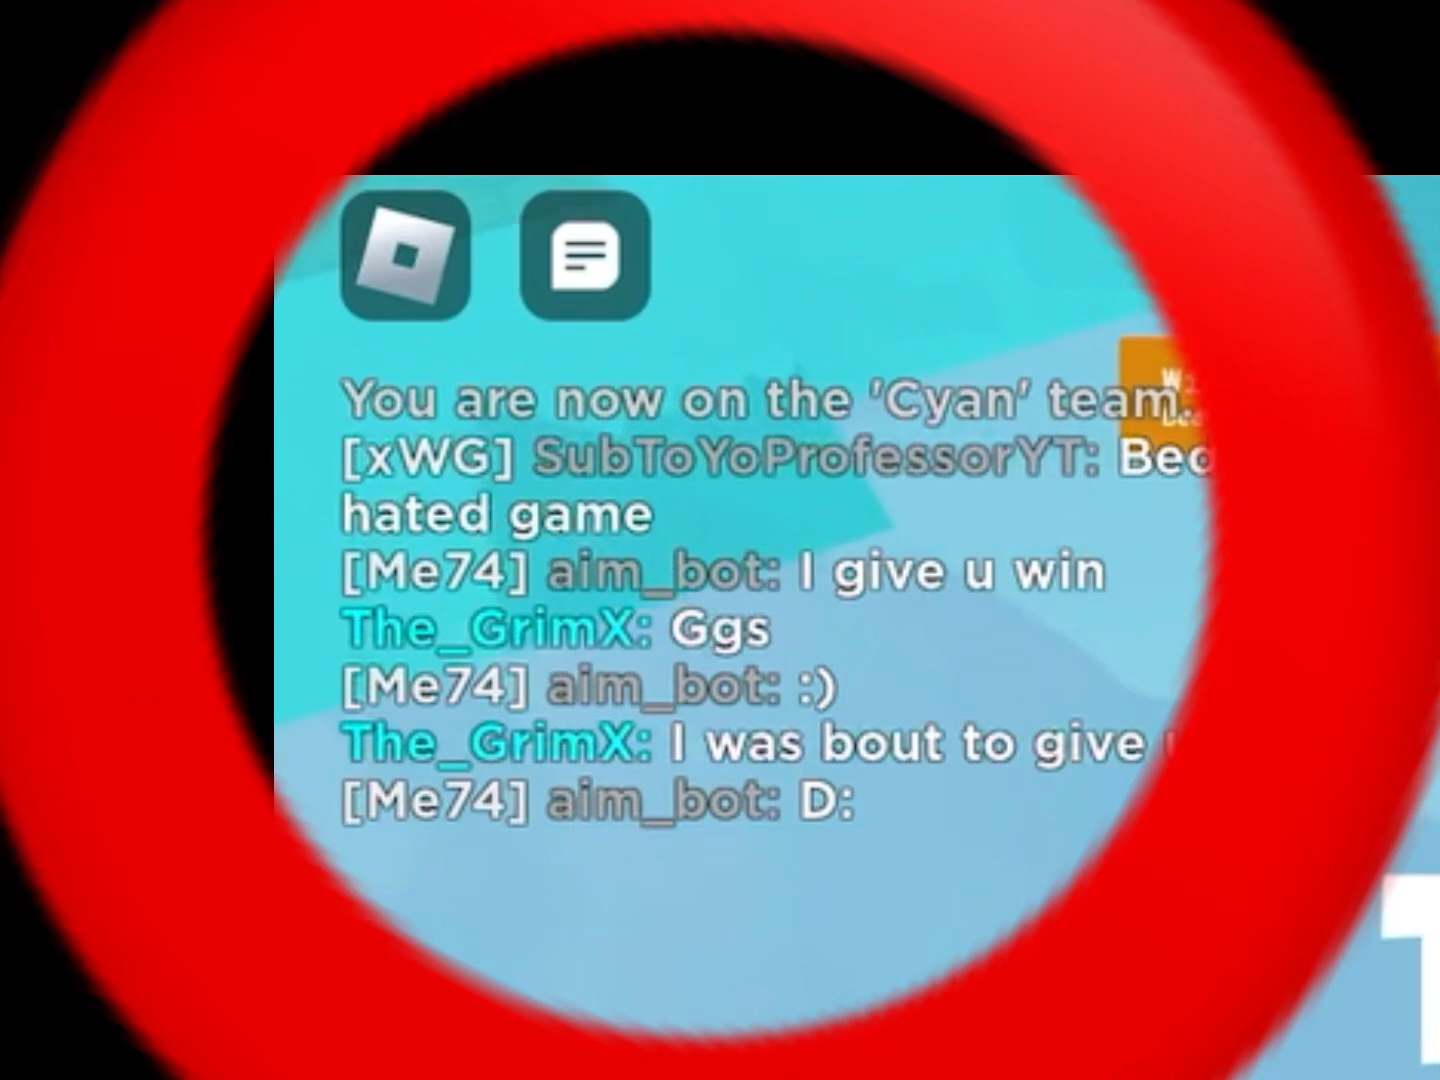 You are now on the 'Cyan' team.
[xWG] SubToYoProfessorYT:
hated game
[Me74] aim_bot: I give u win
The_GrimX: Ggs
[Me74] aim_bot: :)
The_GrimX: I was bout to give
[Me74] aim_bot: D: